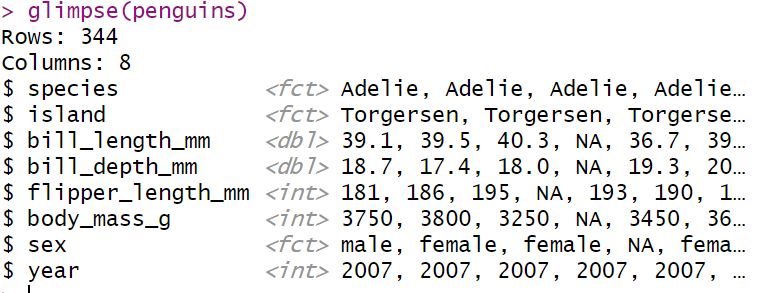 > glimpse(penguins)
Rows: 344
Columns: 8
$ species           <fct> Adelie, Adelie, Adelie, Adelie…
$ island            <fct> Torgersen, Torgersen, Torgerse…
$ bill_length_mm    <dbl> 39.1, 39.5, 40.3, NA, 36.7, 39…
$ bill_depth_mm     <dbl> 18.7, 17.4, 18.0, NA, 19.3, 20…
$ flipper_length_mm <int> 181, 186, 195, NA, 193, 190, 1…
$ body_mass_g       <int> 3750, 3800, 3250, NA, 3450, 36…
$ sex               <fct> male, female, female, NA, fema…
$ year              <int> 2007, 2007, 2007, 2007, 2007, …